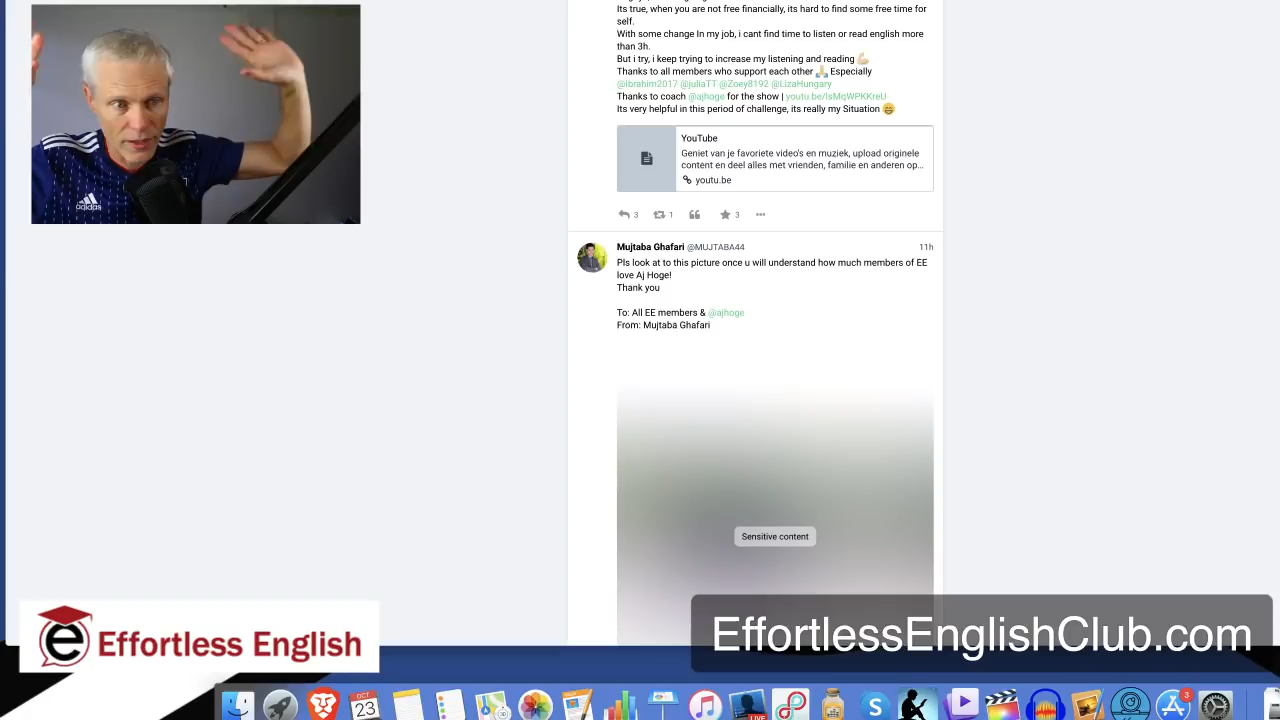 Its true, when you are not free financially, its hard to find some free time for
self.
With some change In my job, i cant find time to listen or read english more
than 3h.
But i try, i keep trying to increase my listening and reading 💪🏻
Thanks to all members who support each other 🙏 Especially
@Ibrahim2017 @juliaTT @Zoey8192 @LizaHungary
Thanks to coach @ajhoge for the show | youtu.be/IsMqWPKKreU
Its very helpful in this period of challenge, its really my Situation 😄
YouTube
Geniet van je favoriete video's en muziek, upload originele
content en deel alles met vrienden, familie en anderen op...
youtu.be
3 1 3
Mujtaba Ghafari @MUJTABA44 11h
Pls look at to this picture once u will understand how much members of EE
love Aj Hoge!
Thank you
To: All EE members & @ajhoge
From: Mujtaba Ghafari
Sensitive content
adidas
e Effortless English
EffortlessEnglishClub.com
OCT
23
LIVE
3